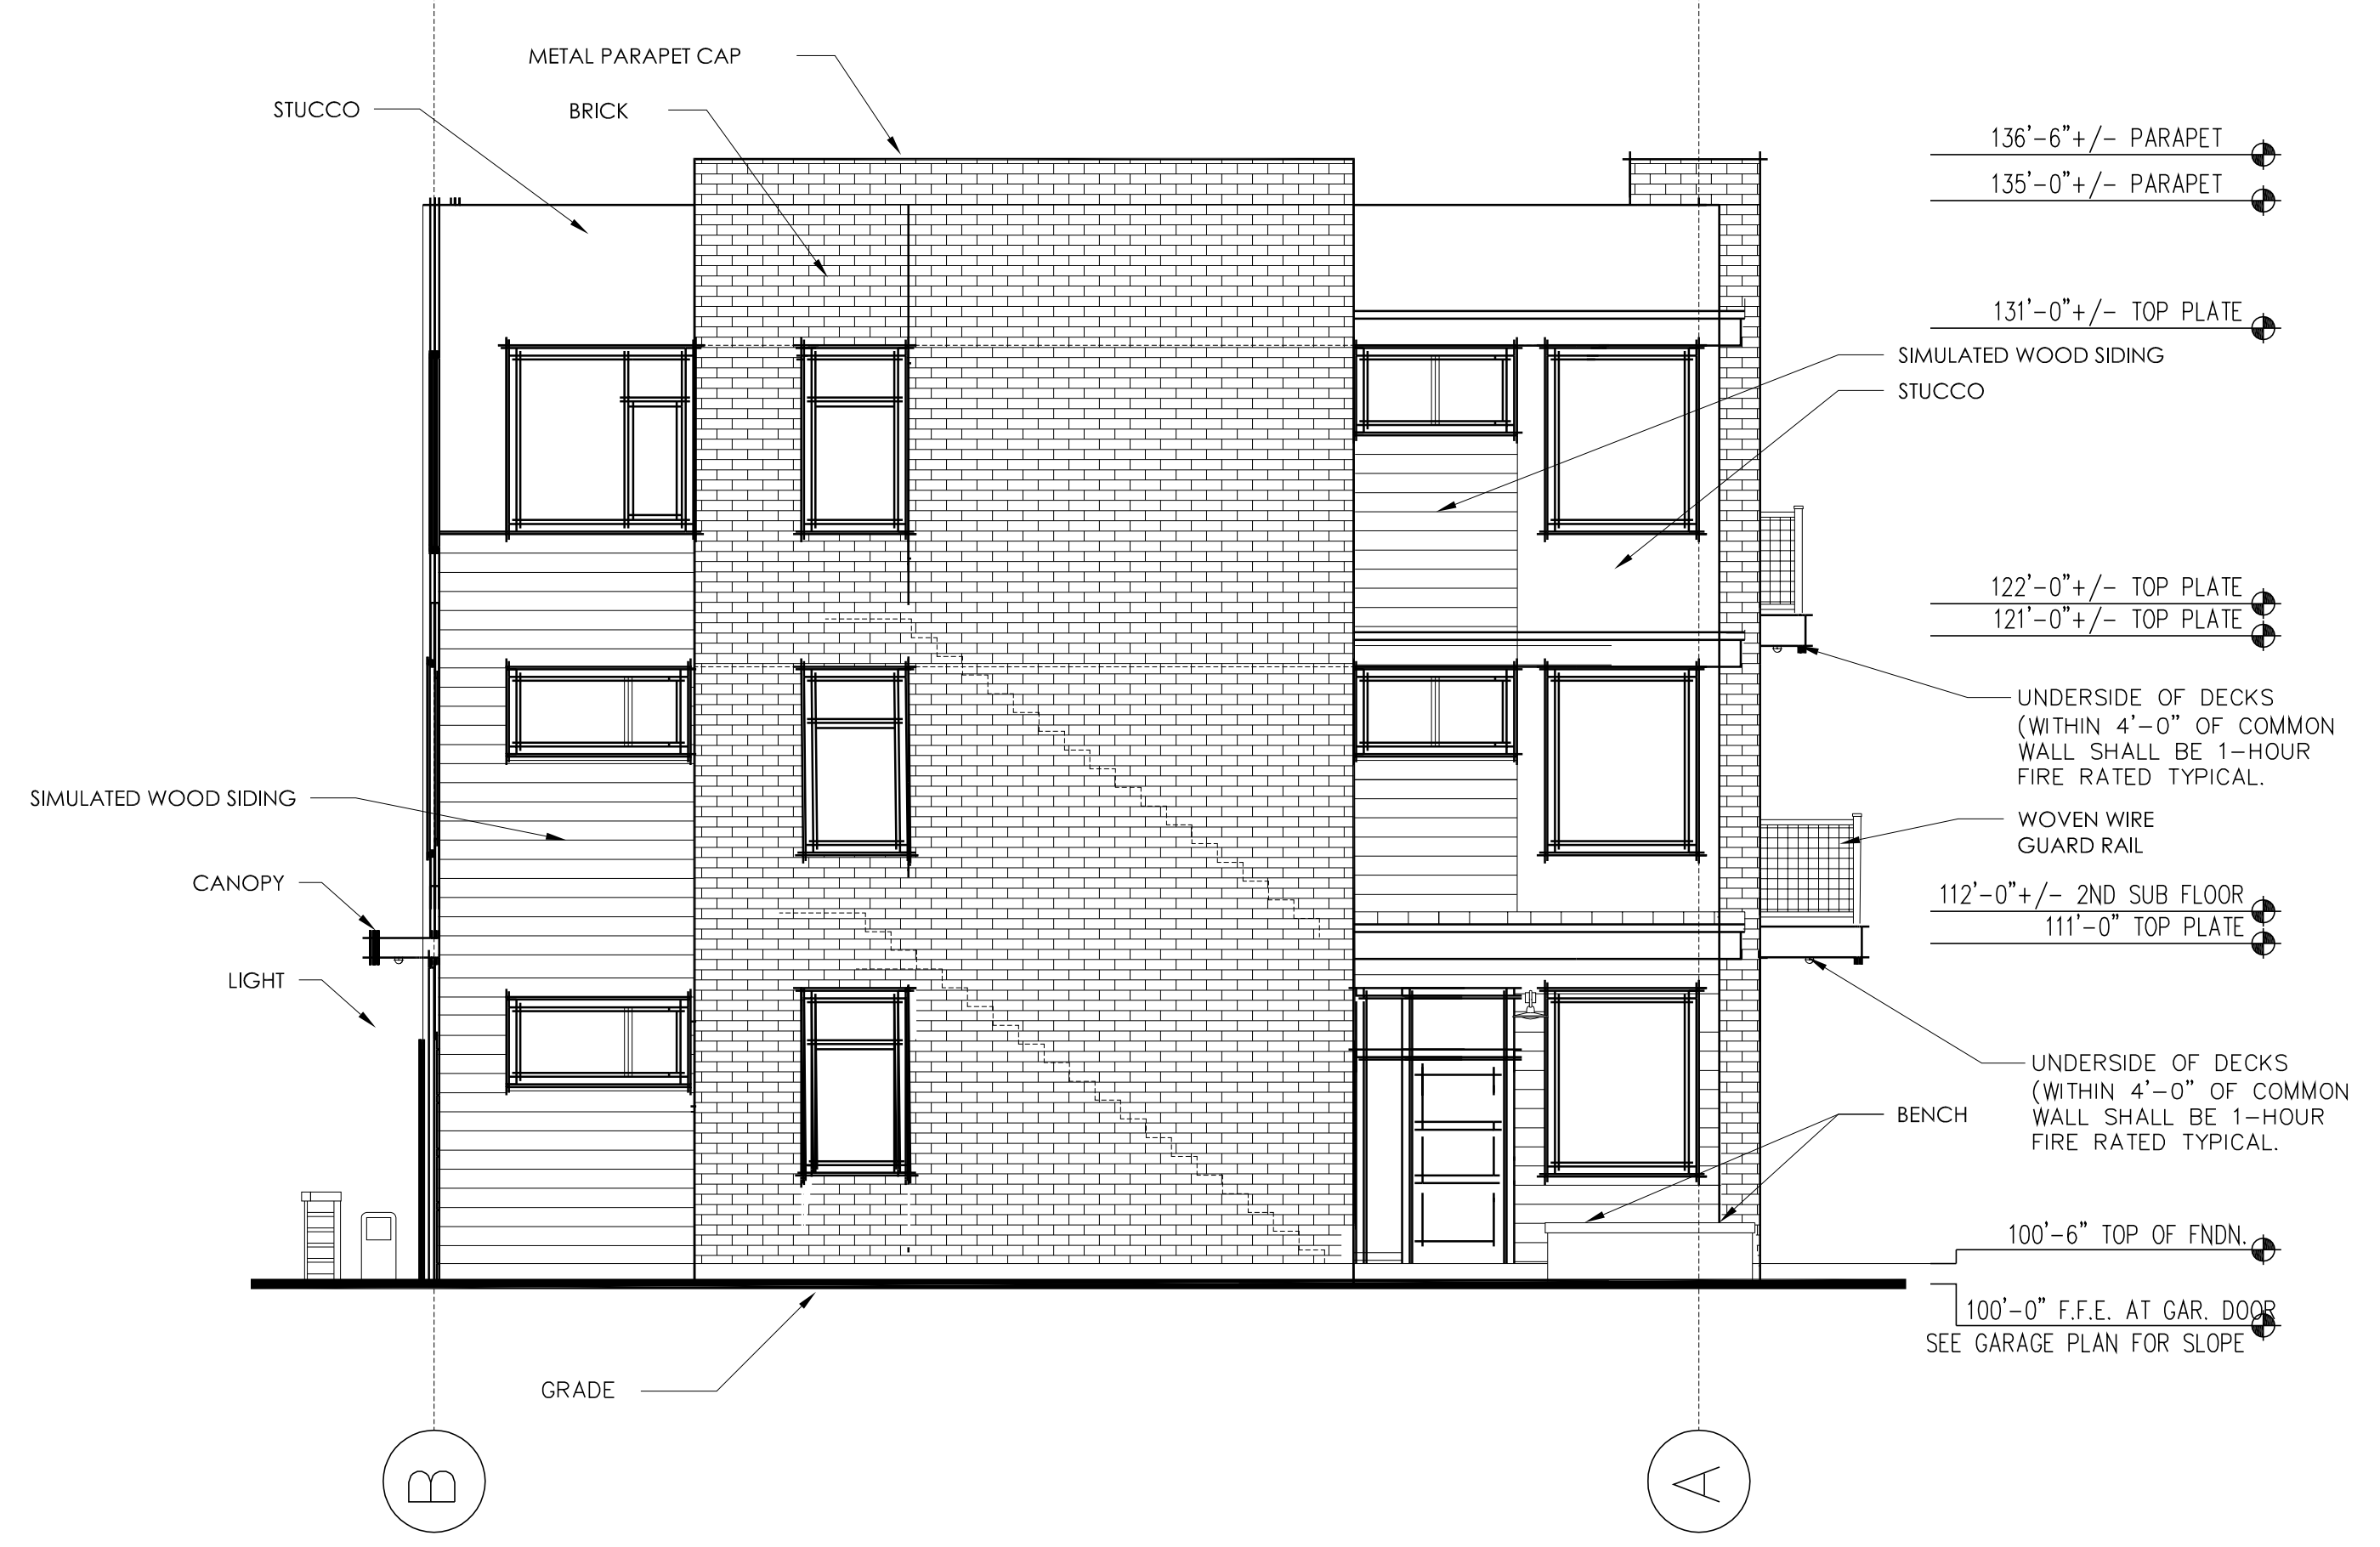 METAL PARAPET CAP
STUCCO
BRICK
136'-6"+/- PARAPET
135'-0"+/- PARAPET
131'-0"+/- TOP PLATE
SIMULATED WOOD SIDING
STUCCO
122'-0"+/- TOP PLATE
121'-0"+/- TOP PLATE
UNDERSIDE OF DECKS
(WITHIN 4'-0" OF COMMON
WALL SHALL BE 1-HOUR
FIRE RATED TYPICAL.
SIMULATED WOOD SIDING
WOVEN WIRE
GUARD RAIL
CANOPY
112'-0"+/- 2ND SUB FLOOR
111'-0" TOP PLATE
LIGHT
UNDERSIDE OF DECKS
(WITHIN 4'-0" OF COMMON
WALL SHALL BE 1-HOUR
FIRE RATED TYPICAL.
BENCH
100'-6" TOP OF FNDN.
100'-0" F.F.E. AT GAR. DOOR
SEE GARAGE PLAN FOR SLOPE
GRADE
B
A